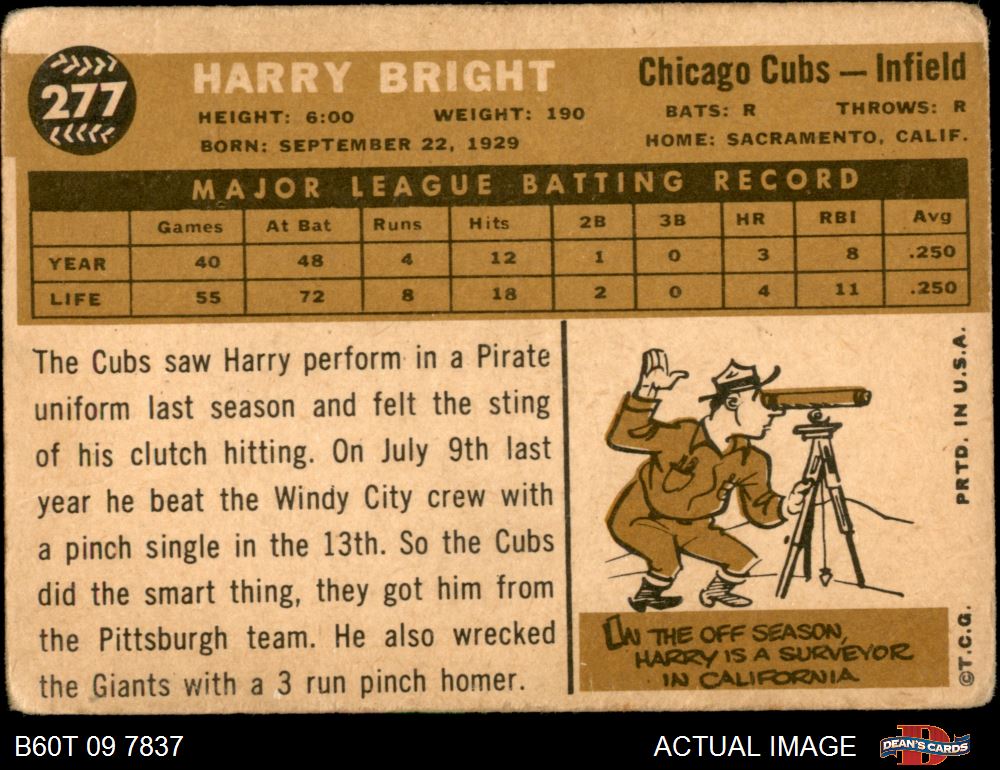 277
HARRY BRIGHT
Chicago Cubs — Infield
HEIGHT: 6:00 WEIGHT: 190 BATS: R THROWS: R
BORN: SEPTEMBER 22, 1929 HOME: SACRAMENTO, CALIF.
MAJOR LEAGUE BATTING RECORD
Games At Bat Runs Hits 2B 3B HR RBI Avg
YEAR 40 48 4 12 1 0 3 8 .250
LIFE 55 72 8 18 2 0 4 11 .250
The Cubs saw Harry perform in a Pirate
uniform last season and felt the sting
of his clutch hitting. On July 9th last
year he beat the Windy City crew with
a pinch single in the 13th. So the Cubs
did the smart thing, they got him from
the Pittsburgh team. He also wrecked
the Giants with a 3 run pinch homer.
IN THE OFF SEASON,
HARRY IS A SURVEYOR
IN CALIFORNIA
©T.C.G. PRTD. IN U.S.A.
B60T 09 7837
ACTUAL IMAGE
D
DEAN'S CARDS